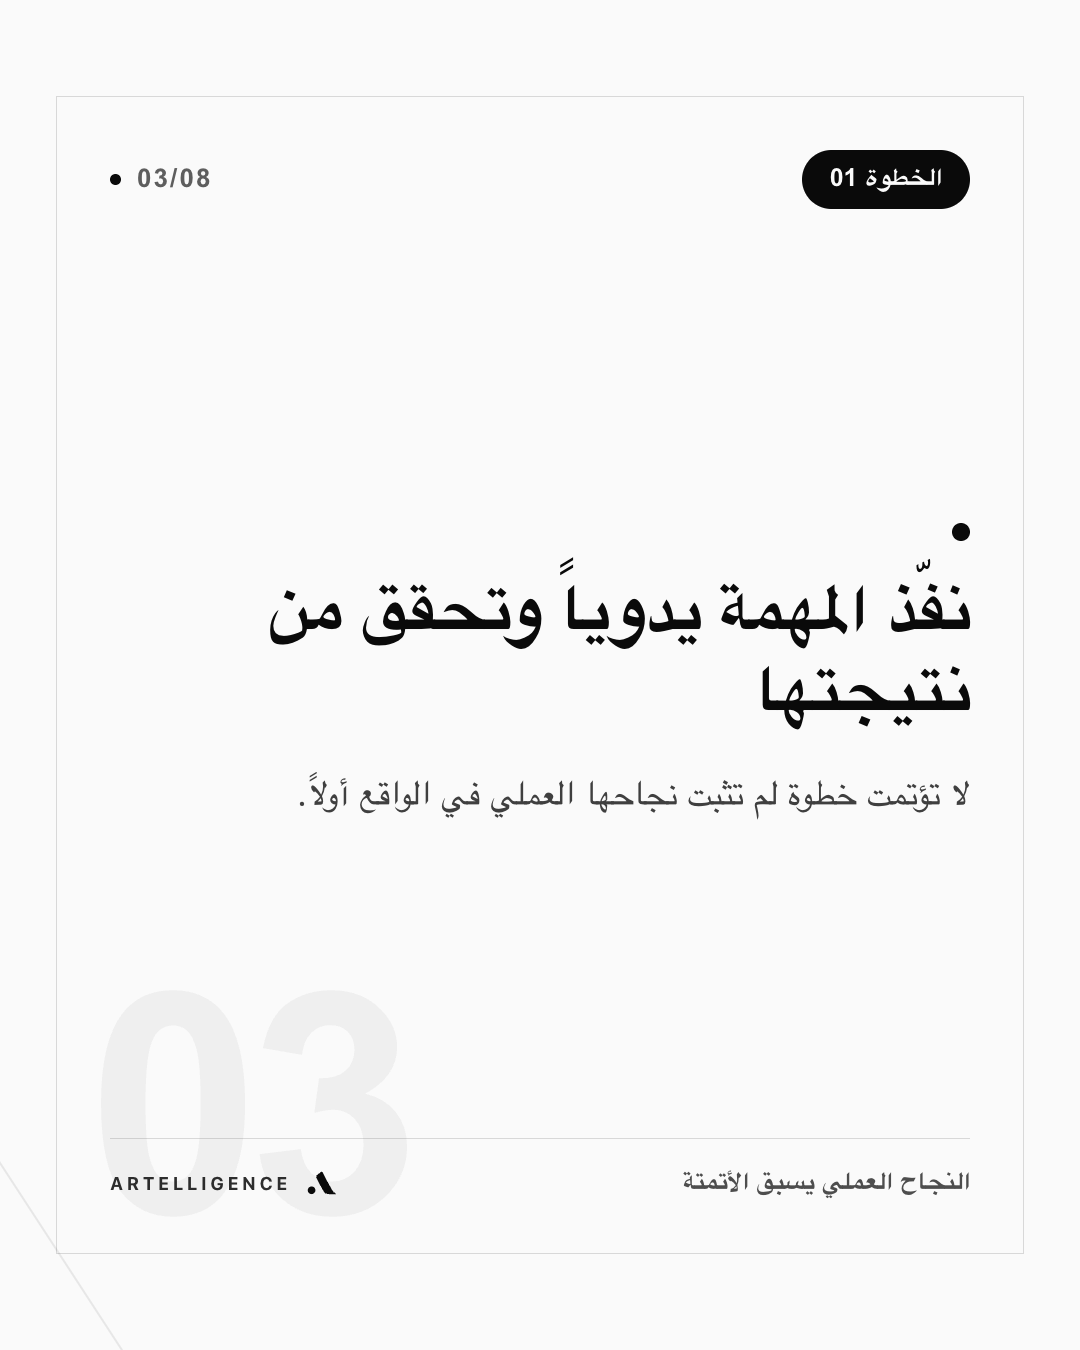 الخطوة 01
03/08
نفّذ المهمة يدوياً وتحقق من
نتيجتها
لا تؤتمت خطوة لم تثبت نجاحها العملي في الواقع أولاً.
03
النجاح العملي يسبق الأتمتة
ARTELLIGENCE